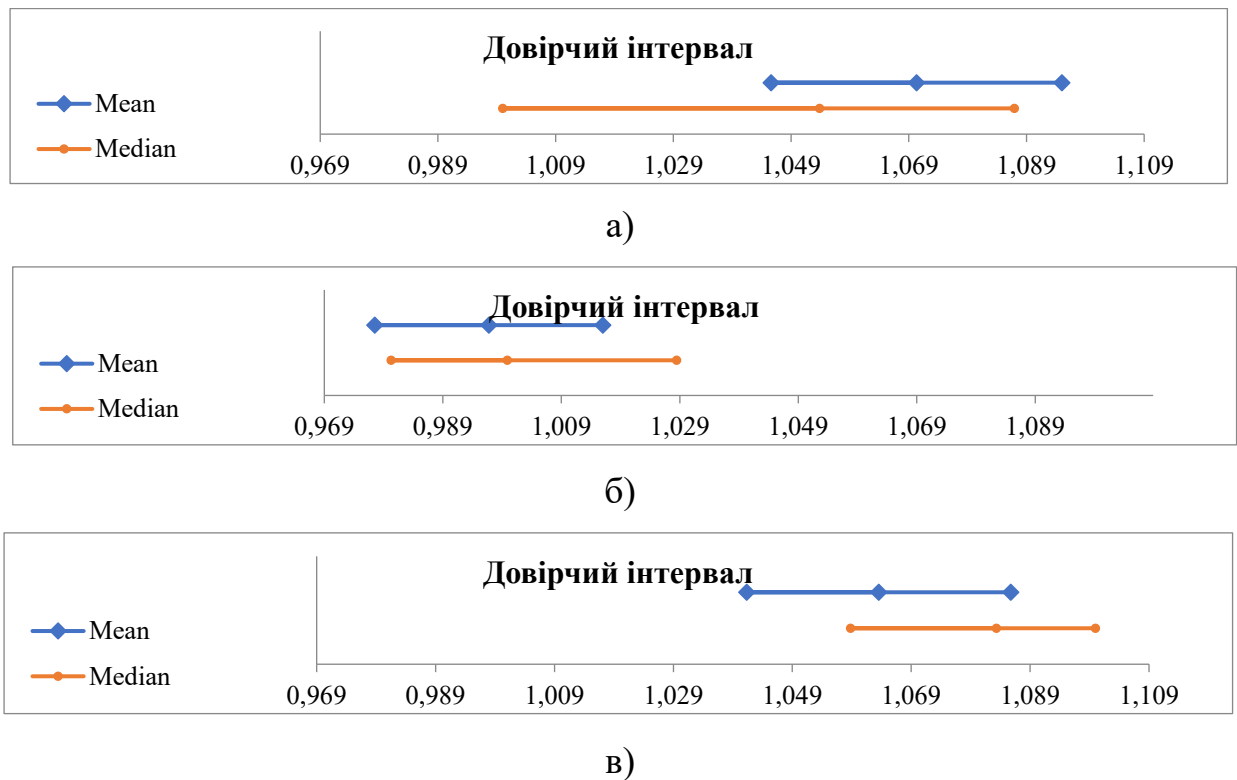 Довірчий інтервал
Mean
Median
0,969 0,989 1,009 1,029 1,049 1,069 1,089 1,109
а)
Довірчий інтервал
Mean
Median
0,969 0,989 1,009 1,029 1,049 1,069 1,089
б)
Довірчий інтервал
Mean
Median
0,969 0,989 1,009 1,029 1,049 1,069 1,089 1,109
в)